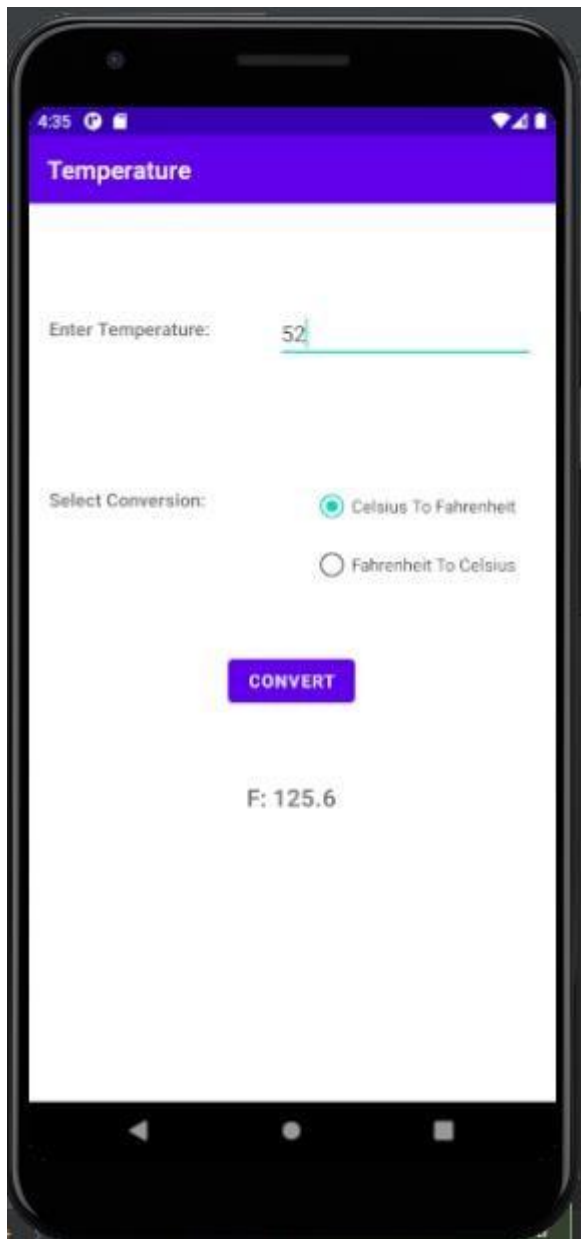 4:35
Temperature
Enter Temperature: 52
Select Conversion: Celsius To Fahrenheit
Fahrenheit To Celsius
CONVERT
F: 125.6